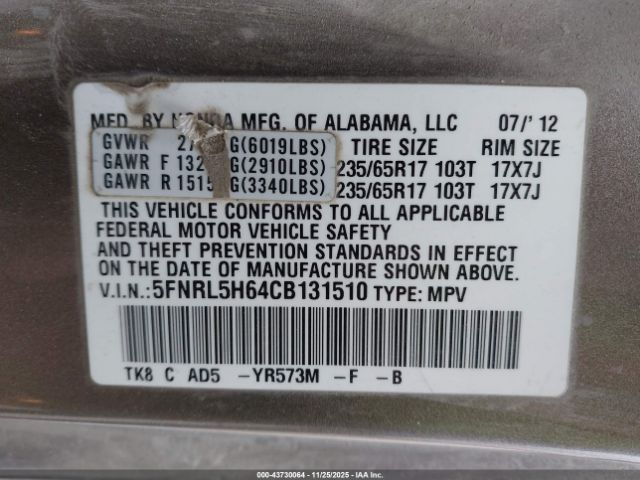 MFD. BY HONDA MFG. OF ALABAMA, LLC 07/' 12
GVWR G(6019LBS) TIRE SIZE RIM SIZE
GAWR F G(2910LBS) 235/65R17 103T 17X7J
GAWR R 1515 G(3340LBS) 235/65R17 103T 17X7J
THIS VEHICLE CONFORMS TO ALL APPLICABLE
FEDERAL MOTOR VEHICLE SAFETY
AND THEFT PREVENTION STANDARDS IN EFFECT
ON THE DATE OF MANUFACTURE SHOWN ABOVE.
V.I.N.: 5FNRL5H64CB131510 TYPE: MPV
TK8 C AD5 -YR573M -F -B
000-43730064 | 11/25/2025 - IAAI.COM